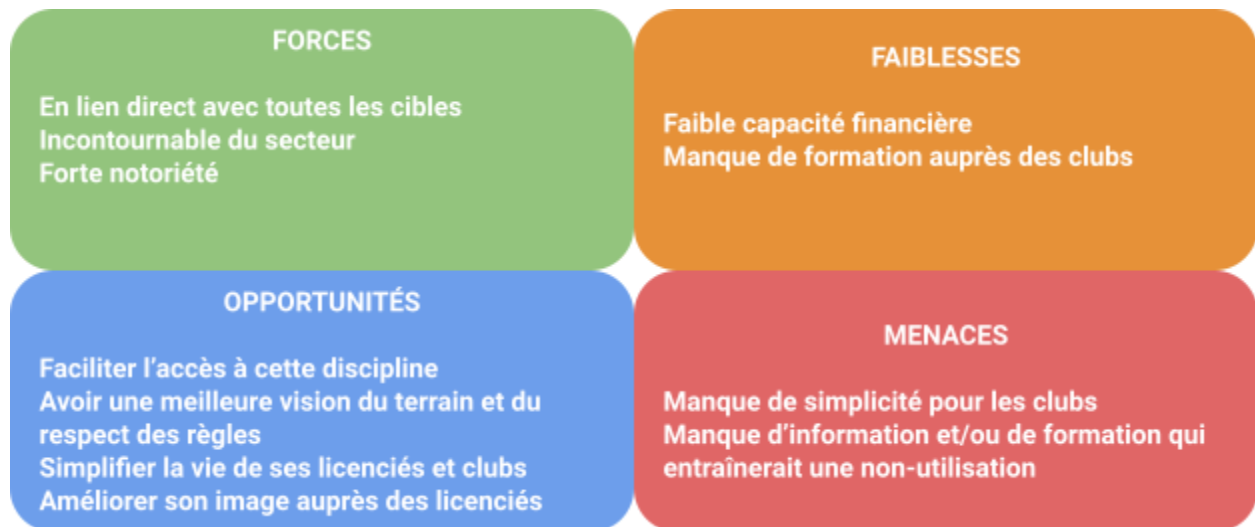 FORCES
En lien direct avec toutes les cibles
Incontournable du secteur
Forte notoriété
FAIBLESSES
Faible capacité financière
Manque de formation auprès des clubs
OPPORTUNITÉS
Faciliter l'accès à cette discipline
Avoir une meilleure vision du terrain et du
respect des règles
Simplifier la vie de ses licenciés et clubs
Améliorer son image auprès des licenciés
MENACES
Manque de simplicité pour les clubs
Manque d'information et/ou de formation qui
entraînerait une non-utilisation